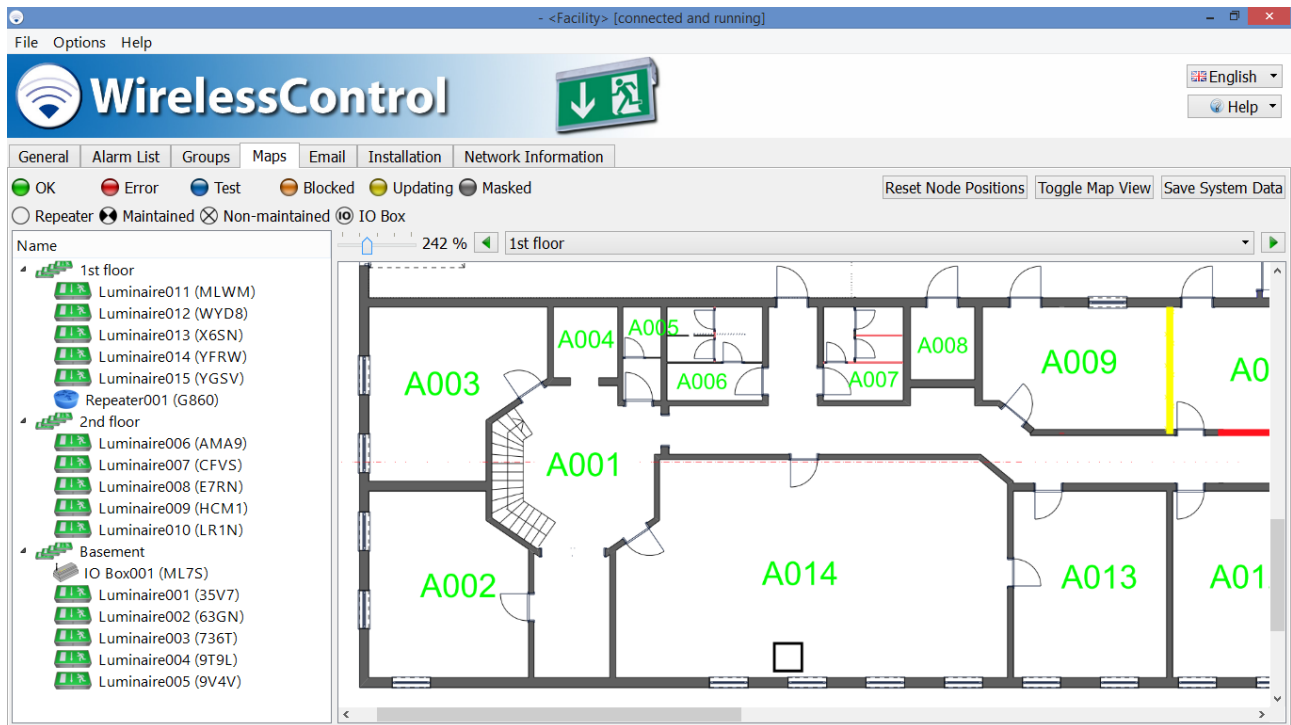 - <Facility> [connected and running]
File Options Help
WirelessControl
English
Help
General Alarm List Groups Maps Email Installation Network Information
OK Error Test Blocked Updating Masked
Reset Node Positions Toggle Map View Save System Data
Repeater Maintained Non-maintained IO IO Box
Name
242 % 1st floor
1st floor
Luminaire011 (MLWM)
Luminaire012 (WYD8)
Luminaire013 (X6SN)
Luminaire014 (YFRW)
Luminaire015 (YGSV)
Repeater001 (G860)
2nd floor
Luminaire006 (AMA9)
Luminaire007 (CFVS)
Luminaire008 (E7RN)
Luminaire009 (HCM1)
Luminaire010 (LR1N)
Basement
IO Box001 (ML7S)
Luminaire001 (35V7)
Luminaire002 (63GN)
Luminaire003 (736T)
Luminaire004 (9T9L)
Luminaire005 (9V4V)
A003 A004 A005 A006 A007 A008 A009 A0
A001
A002 A014 A013 A01